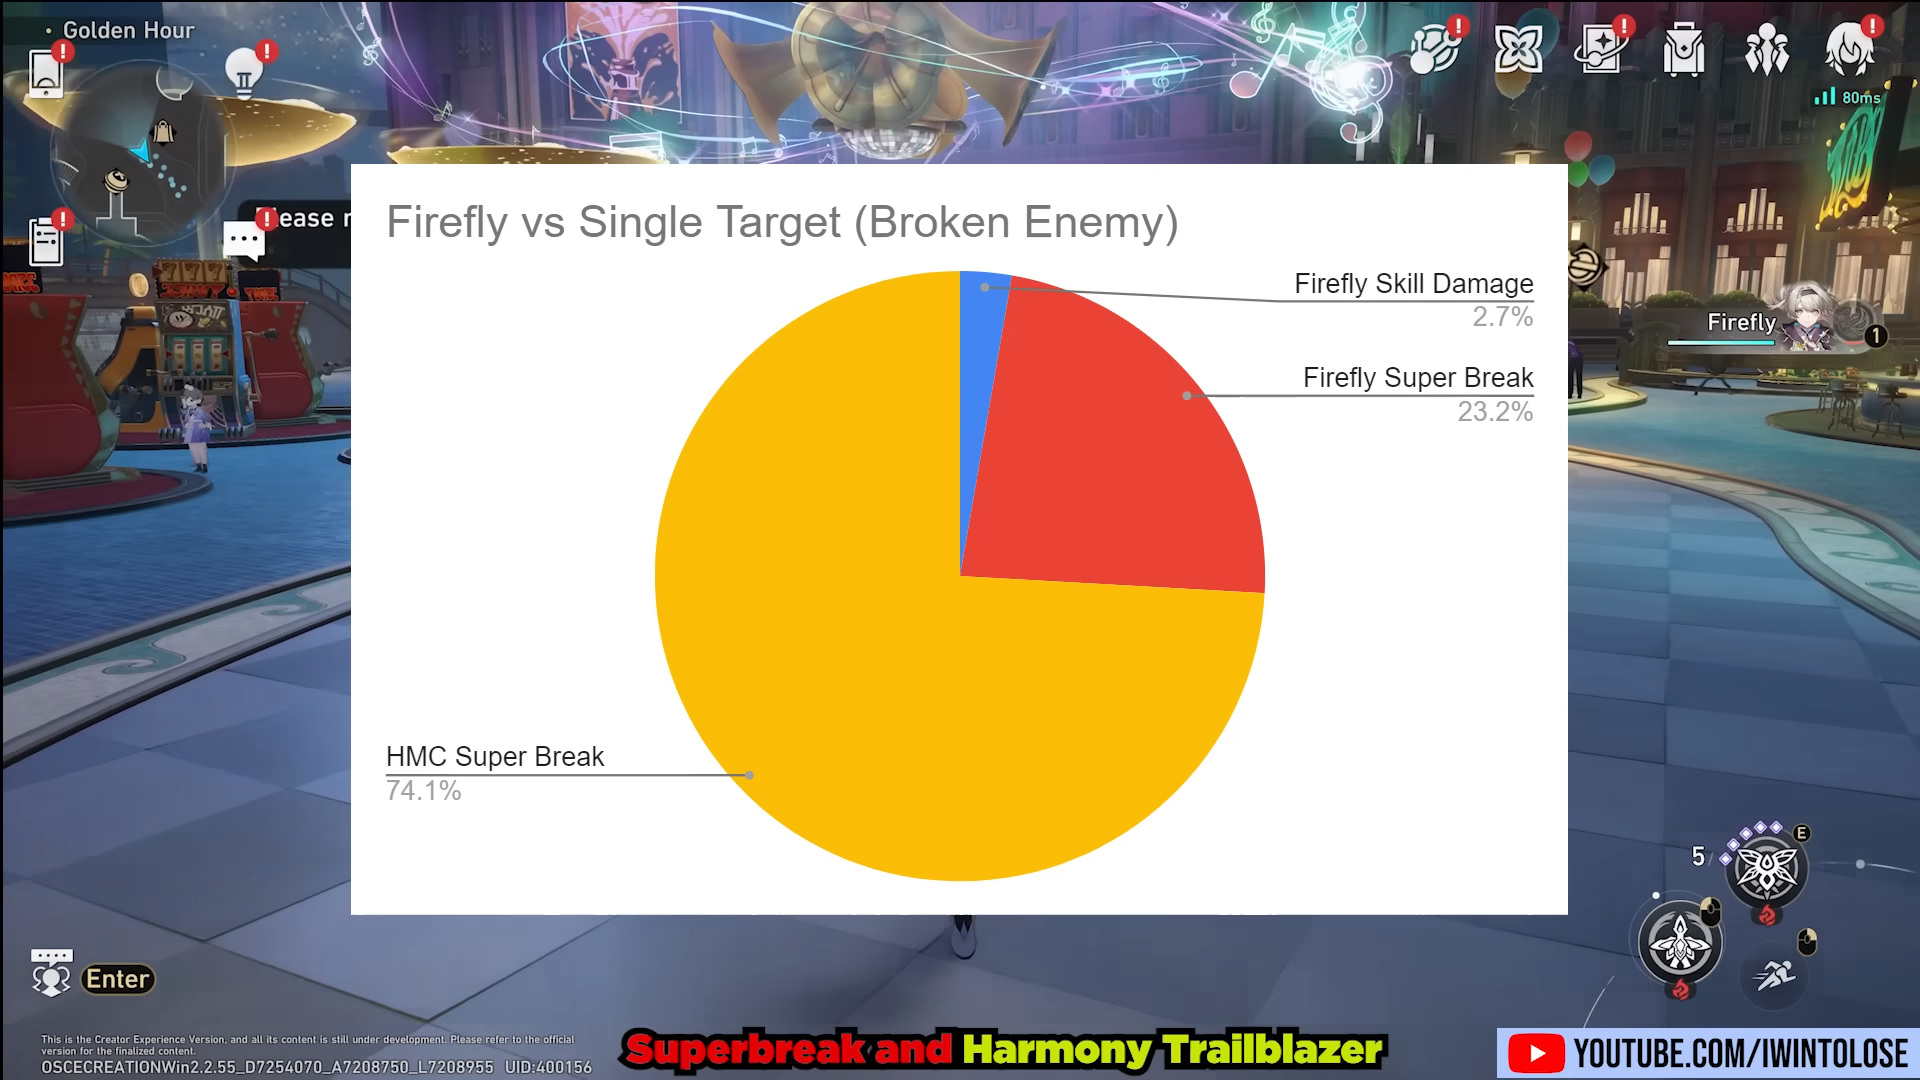 Golden Hour
80ms
ease r
Firefly vs Single Target (Broken Enemy)
Firefly Skill Damage
2.7%
Firefly Super Break
23.2%
HMC Super Break
74.1%
Firefly
1
777
E
5
Enter
This is the Creator Experience Version, and all its content is still under development. Please refer to the official
version for the finalized content.
OSCECREATIONWin2.2.55_D7254070_A7208750_L7208955 UID:400156
Superbreak and Harmony Trailblazer
YOUTUBE.COM/IWINTOLOSE